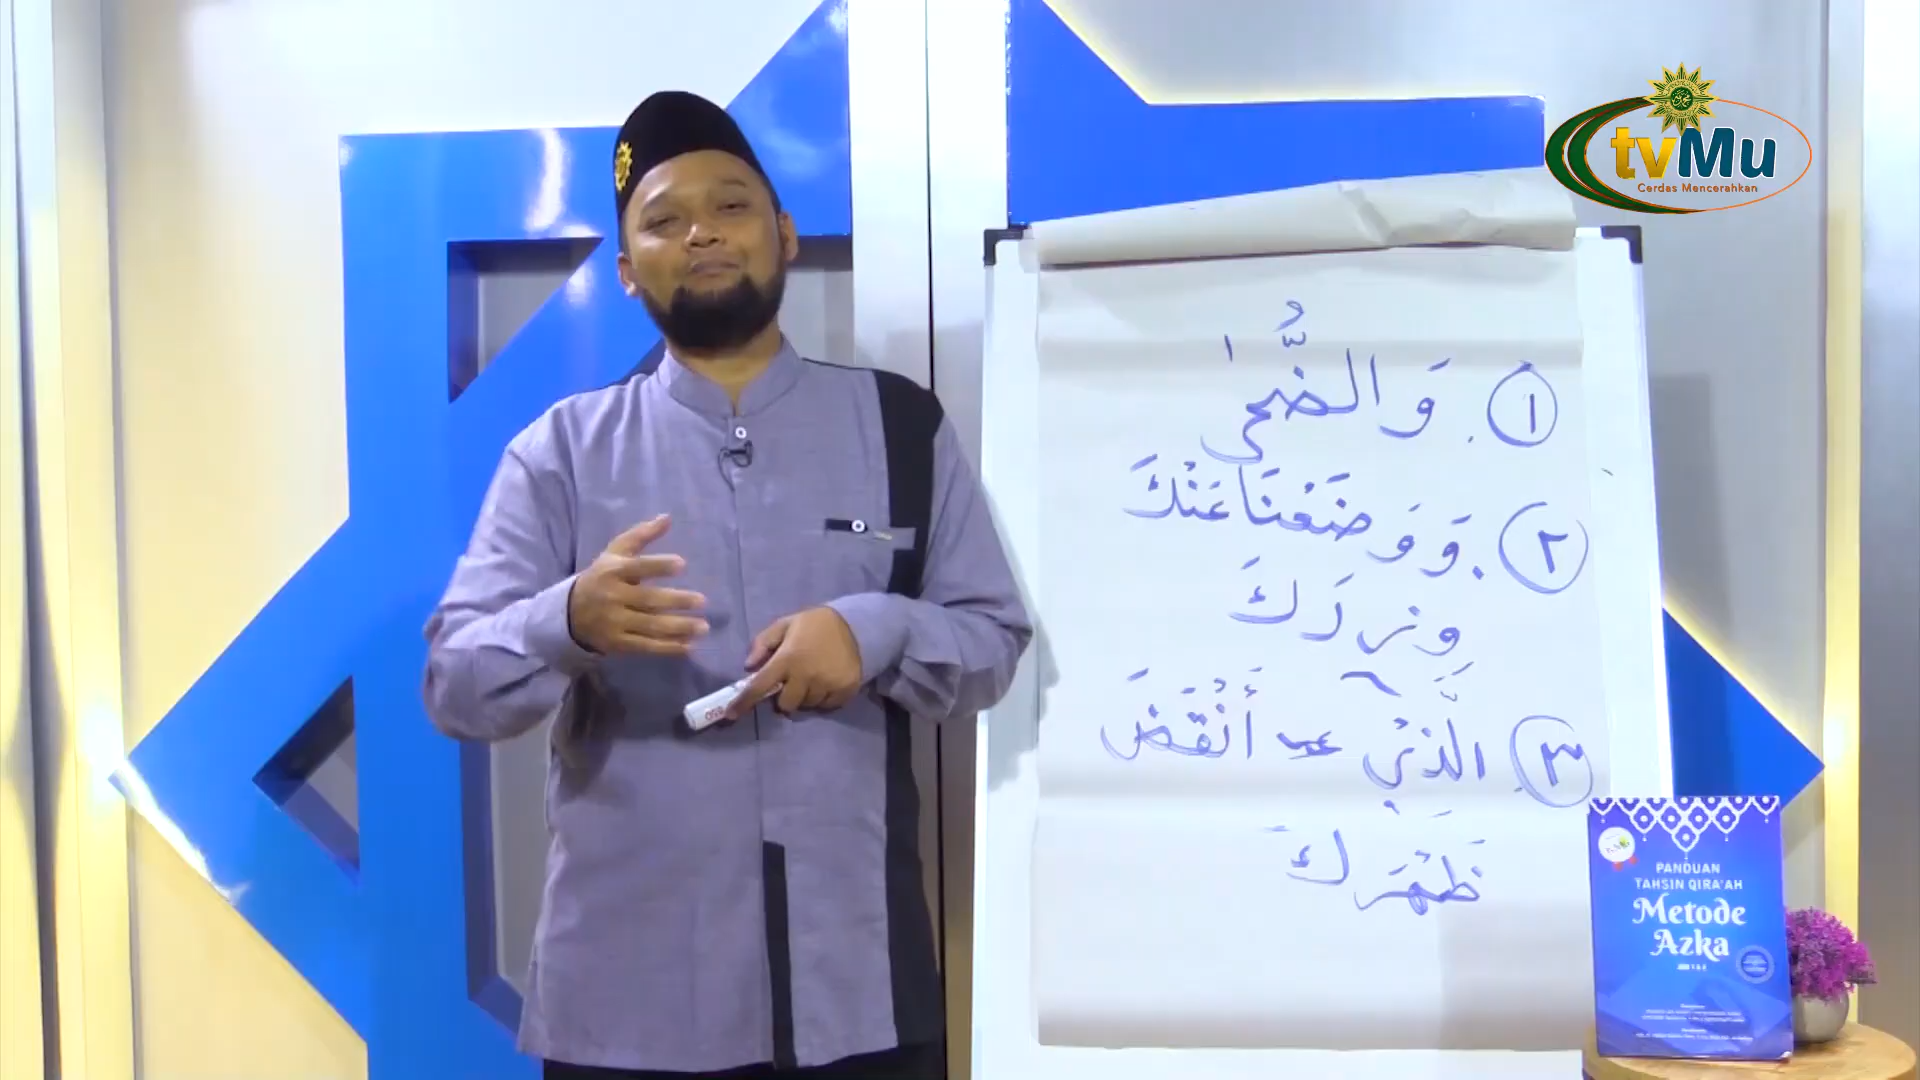 tvMu
Cerdas Mencerahkan
١. وَالضُّحٰى
٢. وَوَضَعْنَا عَنْكَ
وِزْرَكَ
٣. الَّذِيْٓ أَنْقَضَ
ظَهْرَكَ
PANDUAN
TAHSIN QIRA'AH
Metode
Azka